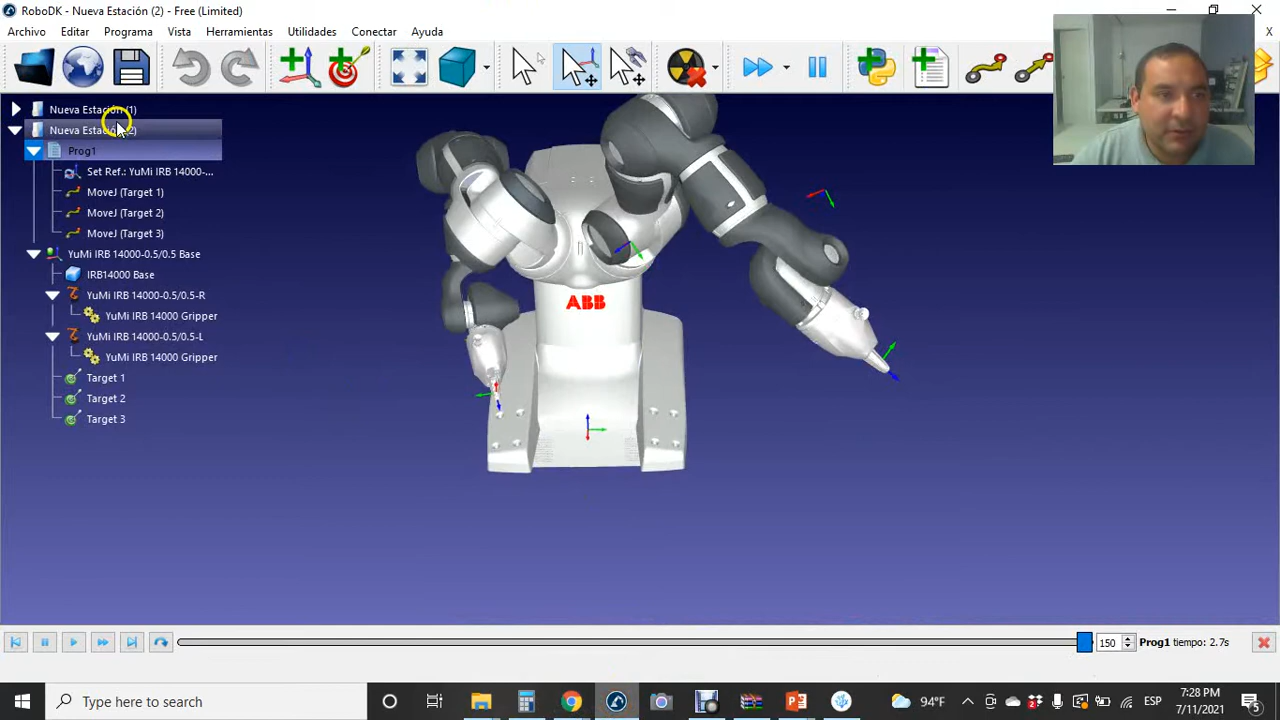 RoboDK - Nueva Estación (2) - Free (Limited)
Archivo Editar Programa Vista Herramientas Utilidades Conectar Ayuda
Nueva Estación (1)
Nueva Estación (2)
Prog1
Set Ref.: YuMi IRB 14000-...
MoveJ (Target 1)
MoveJ (Target 2)
MoveJ (Target 3)
YuMi IRB 14000-0.5/0.5 Base
IRB14000 Base
YuMi IRB 14000-0.5/0.5-R
YuMi IRB 14000 Gripper
YuMi IRB 14000-0.5/0.5-L
YuMi IRB 14000 Gripper
Target 1
Target 2
Target 3
ABB
150 Prog1 tiempo: 2.7s
Type here to search
94°F
ESP
7:28 PM
7/11/2021
5